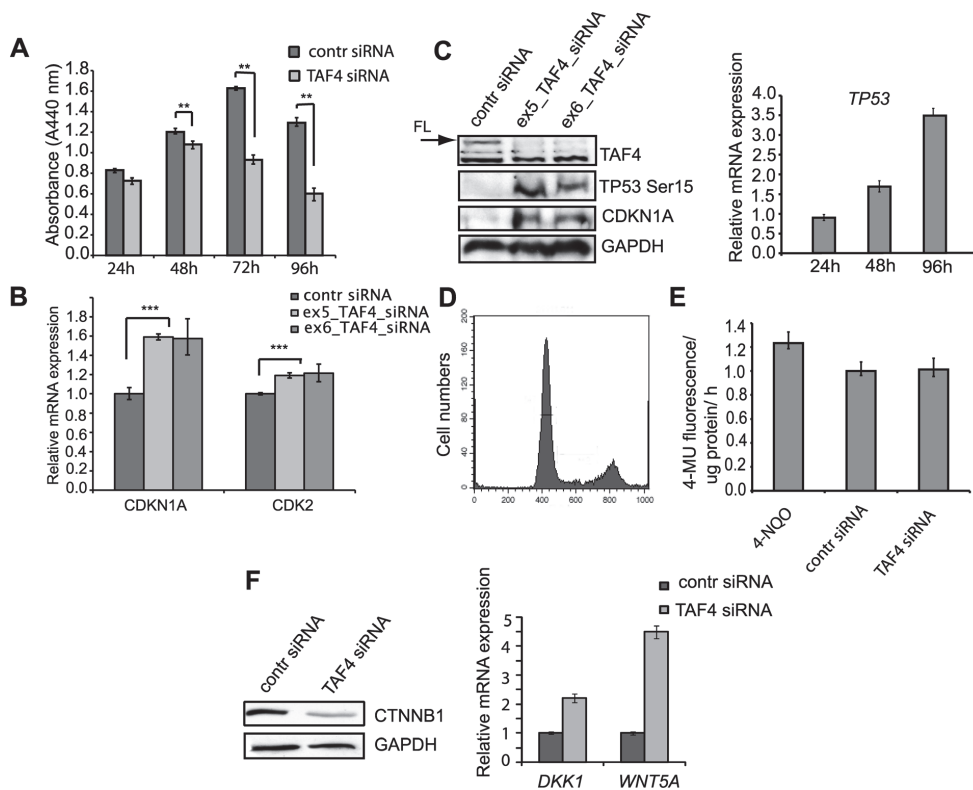 A
contr siRNA
TAF4 siRNA
Absorbance (A440 nm)
1.8
1.6
1.4
1.2
1.0
0.8
0.6
0.4
0.2
0
**
**
**
24h
48h
72h
96h
B
contr siRNA
ex5_TAF4_siRNA
ex6_TAF4_siRNA
Relative mRNA expression
1.8
1.6
1.4
1.2
1.0
0.8
0.6
0.4
0.2
0
***
***
CDKN1A
CDK2
C
contr siRNA
ex5_TAF4_siRNA
ex6_TAF4_siRNA
FL
TAF4
TP53 Ser15
CDKN1A
GAPDH
TP53
Relative mRNA expression
4.0
3.5
3.0
2.5
2.0
1.5
1.0
0.5
0
24h
48h
96h
D
Cell numbers
200
160
120
80
40
0
0
200
400
600
800
1000
E
4-MU fluorescence/
ug protein/ h
1.4
1.2
1.0
0.8
0.6
0.4
0.2
0
4-NQO
contr siRNA
TAF4 siRNA
F
contr siRNA
TAF4 siRNA
CTNNB1
GAPDH
contr siRNA
TAF4 siRNA
Relative mRNA expression
5
4
3
2
1
0
DKK1
WNT5A